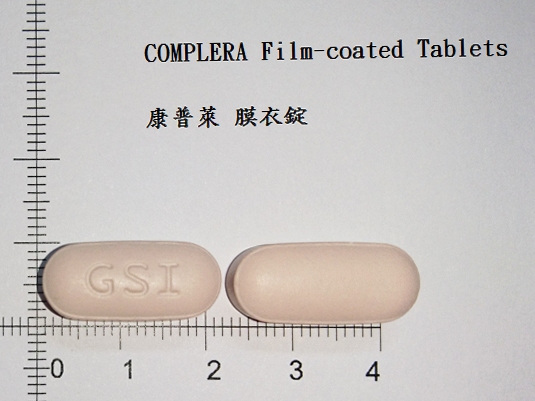 COMPLERA Film-coated Tablets
康普萊 膜衣錠
GSI
0 1 2 3 4